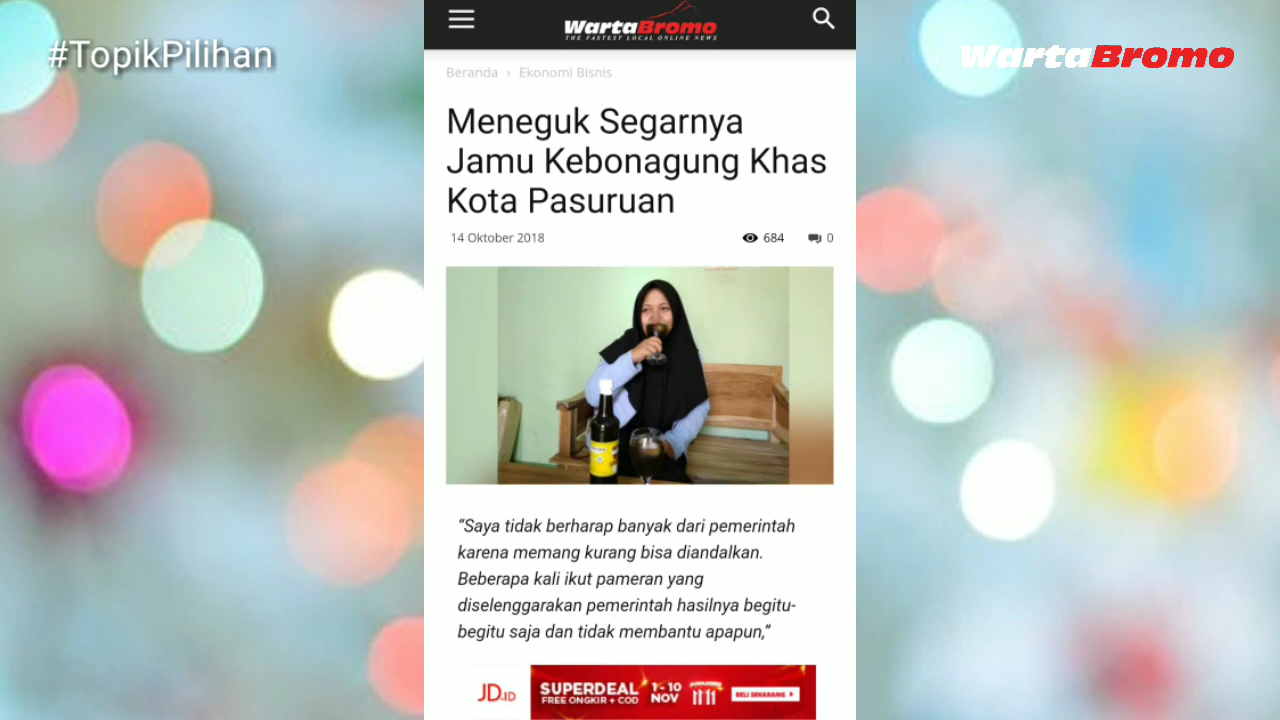 #TopikPilihan
WartaBromo
WartaBromo
THE FASTEST LOCAL ONLINE NEWS
Beranda › Ekonomi Bisnis
Meneguk Segarnya
Jamu Kebonagung Khas
Kota Pasuruan
14 Oktober 2018 684 0
“Saya tidak berharap banyak dari pemerintah
karena memang kurang bisa diandalkan.
Beberapa kali ikut pameran yang
diselenggarakan pemerintah hasilnya begitu-
begitu saja dan tidak membantu apapun,”
JD.ID
SUPERDEAL
FREE ONGKIR + COD
1 - 10
NOV
11 11
BELI SEKARANG